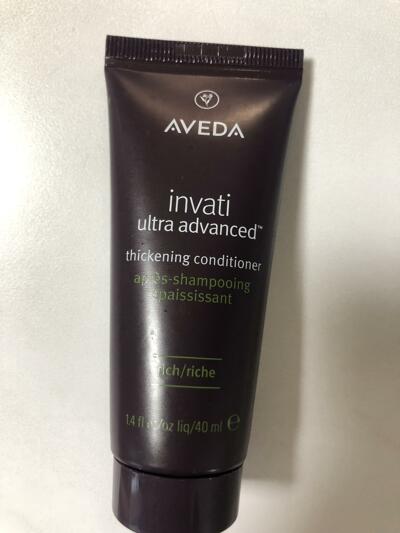 AVEDA
invati
ultra advanced™
thickening conditioner
après-shampooing
épaississant
rich/riche
1.4 fl oz/oz liq/40 ml ℮